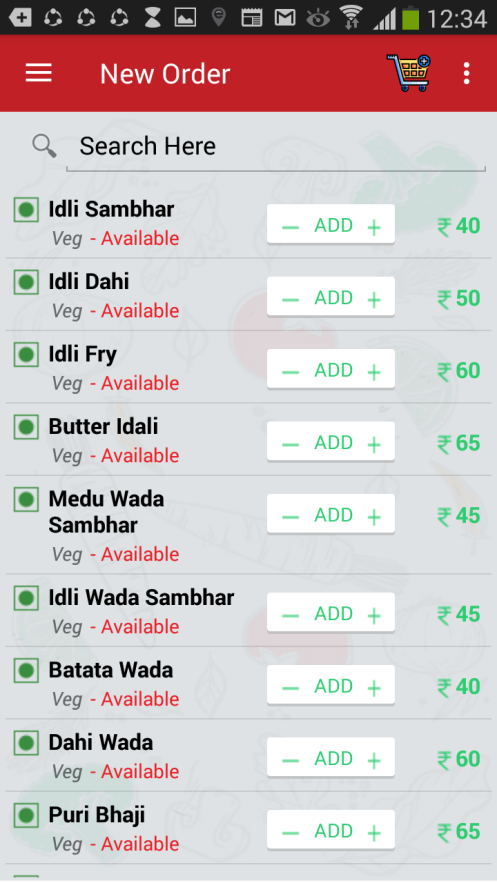 12:34
New Order
Search Here
Idli Sambhar
Veg - Available
ADD
₹40
Idli Dahi
Veg - Available
ADD
₹50
Idli Fry
Veg - Available
ADD
₹60
Butter Idali
Veg - Available
ADD
₹65
Medu Wada
Sambhar
Veg - Available
ADD
₹45
Idli Wada Sambhar
Veg - Available
ADD
₹45
Batata Wada
Veg - Available
ADD
₹40
Dahi Wada
Veg - Available
ADD
₹60
Puri Bhaji
Veg - Available
ADD
₹65